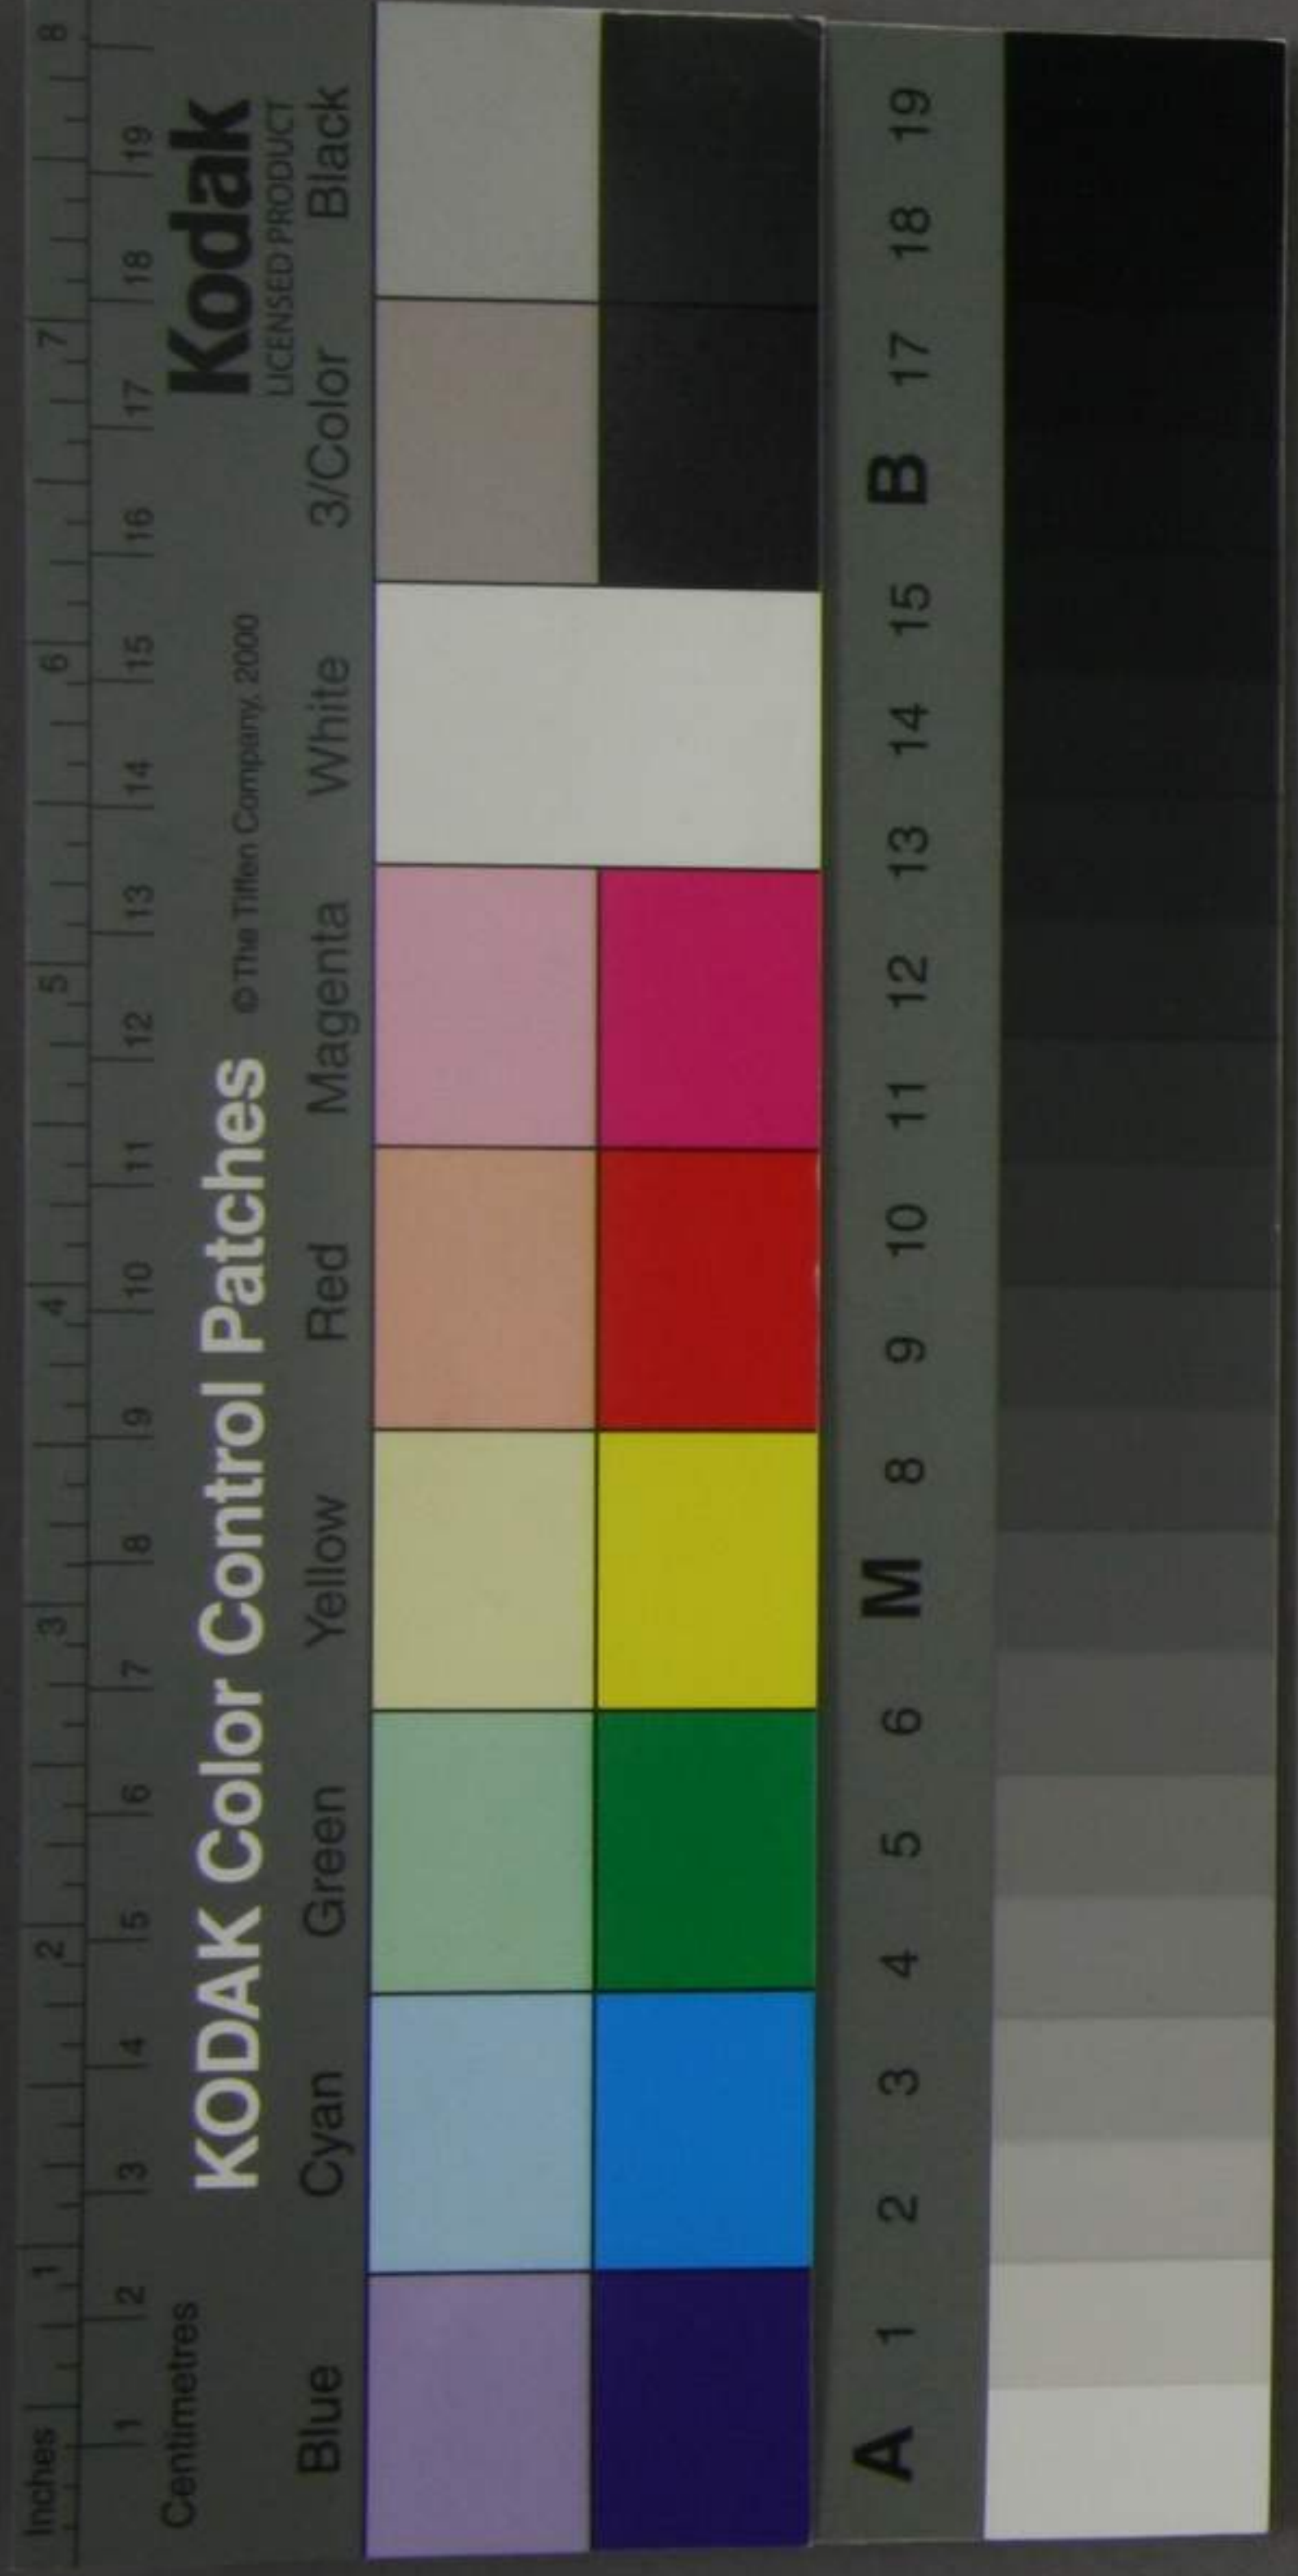 Inches 1 2 3 4 5 6 7 8
Centimetres 1 2 3 4 5 6 7 8 9 10 11 12 13 14 15 16 17 18 19
KODAK Color Control Patches © The Tiffen Company, 2000 Kodak
LICENSED PRODUCT
Blue Cyan Green Yellow Red Magenta White 3/Color Black
A 1 2 3 4 5 6 M 8 9 10 11 12 13 14 15 B 17 18 19